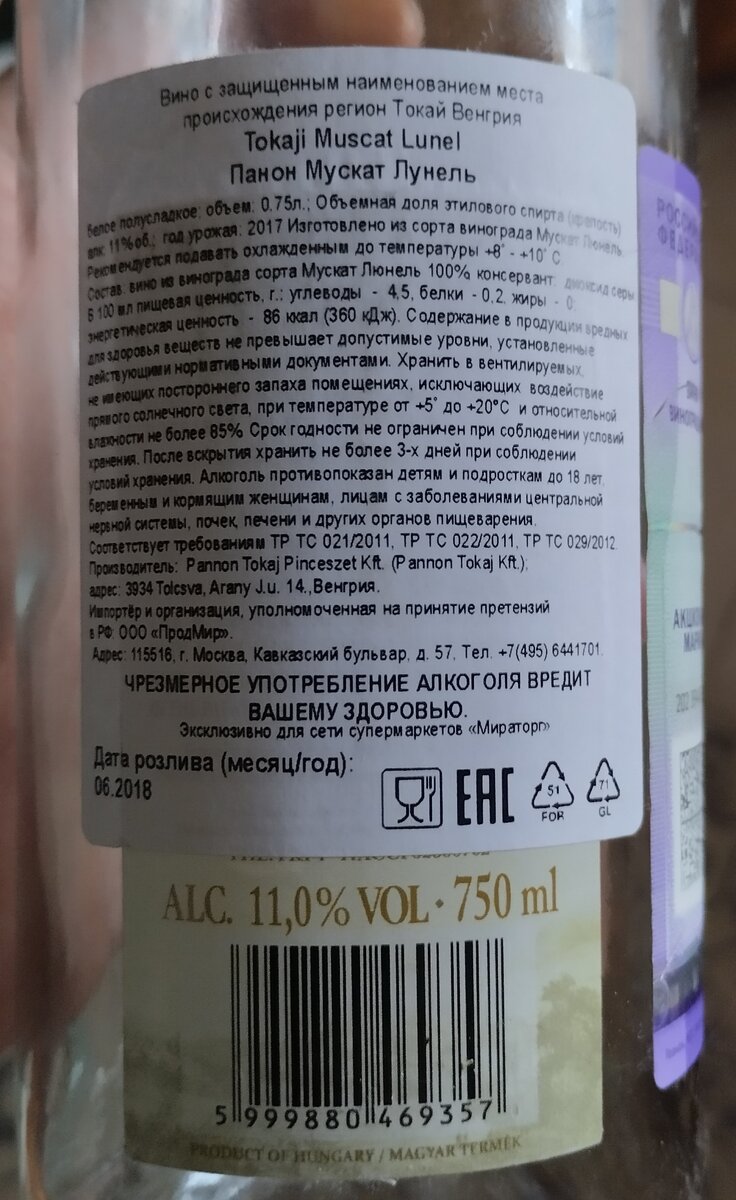 Вино с защищенным наименованием места
происхождения регион Токай Венгрия
Tokaji Muscat Lunel
Панон Мускат Лунель
белое полусладкое; объем: 0.75л.; Объемная доля этилового спирта (крепость)
алк: 11%об.; год урожая: 2017 Изготовлено из сорта винограда Мускат Люнель.
Рекомендуется подавать охлажденным до температуры +8° - +10° С
Состав: вино из винограда сорта Мускат Люнель 100% консервант: диоксид серы
В 100 мл пищевая ценность, г.: углеводы - 4,5, белки - 0,2, жиры - 0;
энергетическая ценность - 86 ккал (360 кДж). Содержание в продукции вредных
для здоровья веществ не превышает допустимые уровни, установленные
действующими нормативными документами. Хранить в вентилируемых,
не имеющих постороннего запаха помещениях, исключающих воздействие
прямого солнечного света, при температуре от +5° до +20°С и относительной
влажности не более 85% Срок годности не ограничен при соблюдении условий
хранения. После вскрытия хранить не более 3-х дней при соблюдении
условий хранения. Алкоголь противопоказан детям и подросткам до 18 лет,
беременным и кормящим женщинам, лицам с заболеваниями центральной
нервной системы, почек, печени и других органов пищеварения.
Соответствует требованиям ТР ТС 021/2011, ТР ТС 022/2011, ТР ТС 029/2012.
Производитель: Pannon Tokaj Pinceszet Kft. (Pannon Tokaj Kft.);
адрес: 3934 Tolcsva, Arany J.u. 14.,Венгрия.
Импортёр и организация, уполномоченная на принятие претензий
в РФ: ООО «ПродМир».
Адрес: 115516, г. Москва, Кавказский бульвар, д. 57, Тел. +7(495) 6441701.
ЧРЕЗМЕРНОЕ УПОТРЕБЛЕНИЕ АЛКОГОЛЯ ВРЕДИТ
ВАШЕМУ ЗДОРОВЬЮ.
Эксклюзивно для сети супермаркетов «Мираторг»
Дата розлива (месяц/год):
06.2018
EAC
51
FOR
71
GL
ALC. 11,0% VOL · 750 ml
5 999880 469357
PRODUCT OF HUNGARY / MAGYAR TERMÉK